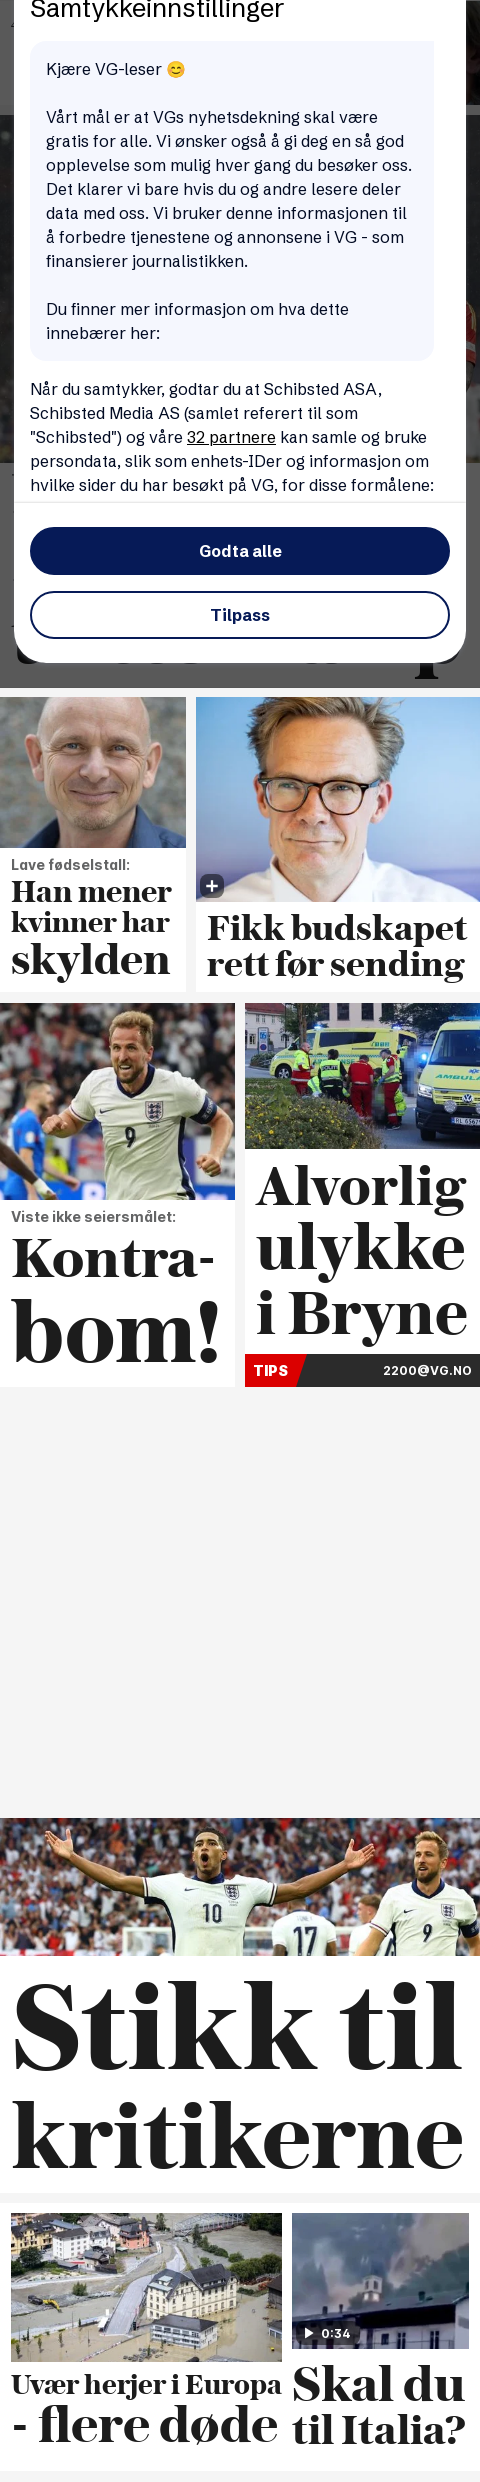 Samtykkeinnstillinger
Kjære VG-leser 😊
Vårt mål er at VGs nyhetsdekning skal være
gratis for alle. Vi ønsker også å gi deg en så god
opplevelse som mulig hver gang du besøker oss.
Det klarer vi bare hvis du og andre lesere deler
data med oss. Vi bruker denne informasjonen til
å forbedre tjenestene og annonsene i VG - som
finansierer journalistikken.
Du finner mer informasjon om hva dette
innebærer her:
Når du samtykker, godtar du at Schibsted ASA,
Schibsted Media AS (samlet referert til som
"Schibsted") og våre 32 partnere kan samle og bruke
persondata, slik som enhets-IDer og informasjon om
hvilke sider du har besøkt på VG, for disse formålene:
Godta alle
Tilpass
Lave fødselstall:
Han mener
kvinner har
skylden
Fikk budskapet
rett før sending
Viste ikke seiersmålet:
Kontra-
bom!
Alvorlig
ulykke
i Bryne
TIPS
2200@VG.NO
Stikk til
kritikerne
Uvær herjer i Europa
- flere døde
0:34
Skal du
til Italia?